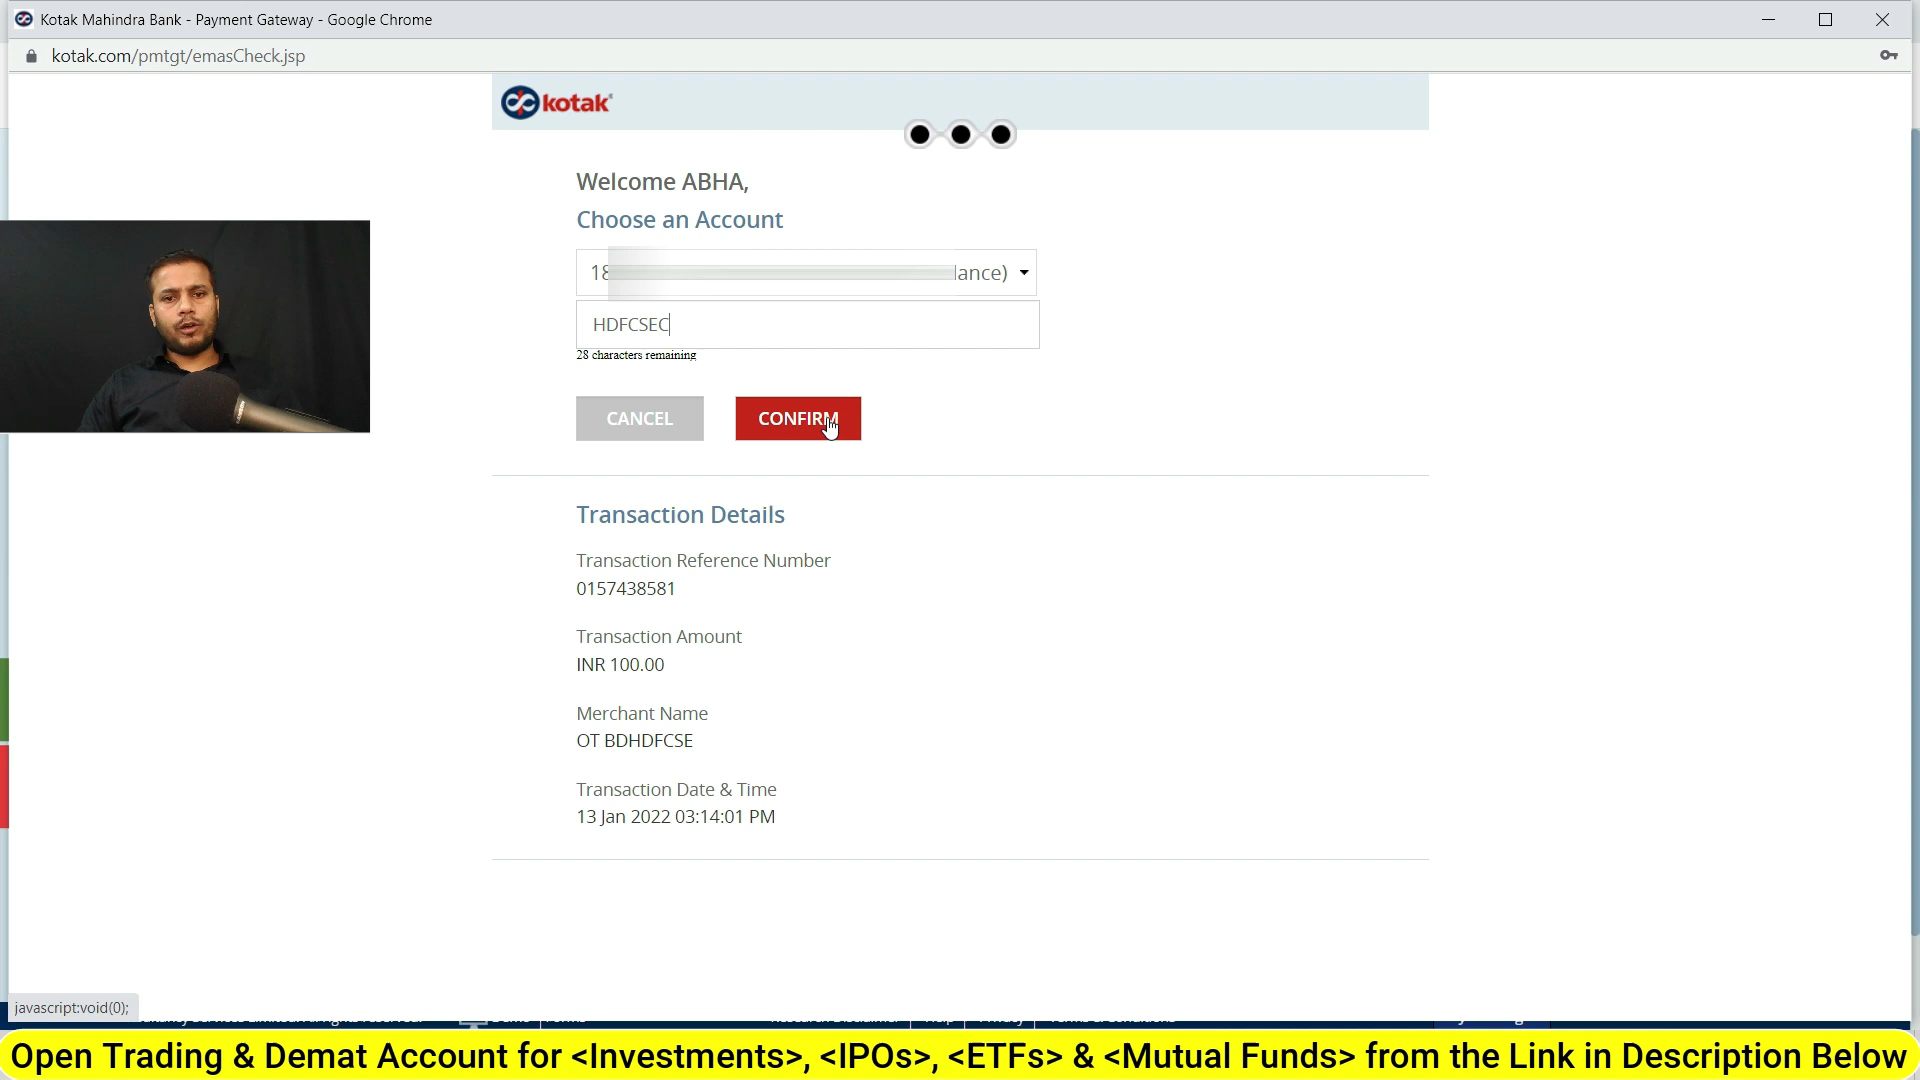 Kotak Mahindra Bank - Payment Gateway - Google Chrome
kotak.com/pmtgt/emasCheck.jsp
kotak
Welcome ABHA,
Choose an Account
18 lance)
HDFCSEC
28 characters remaining
CANCEL CONFIRM
Transaction Details
Transaction Reference Number
0157438581
Transaction Amount
INR 100.00
Merchant Name
OT BDHDFCSE
Transaction Date & Time
13 Jan 2022 03:14:01 PM
javascript:void(0);
Open Trading & Demat Account for <Investments>, <IPOs>, <ETFs> & <Mutual Funds> from the Link in Description Below